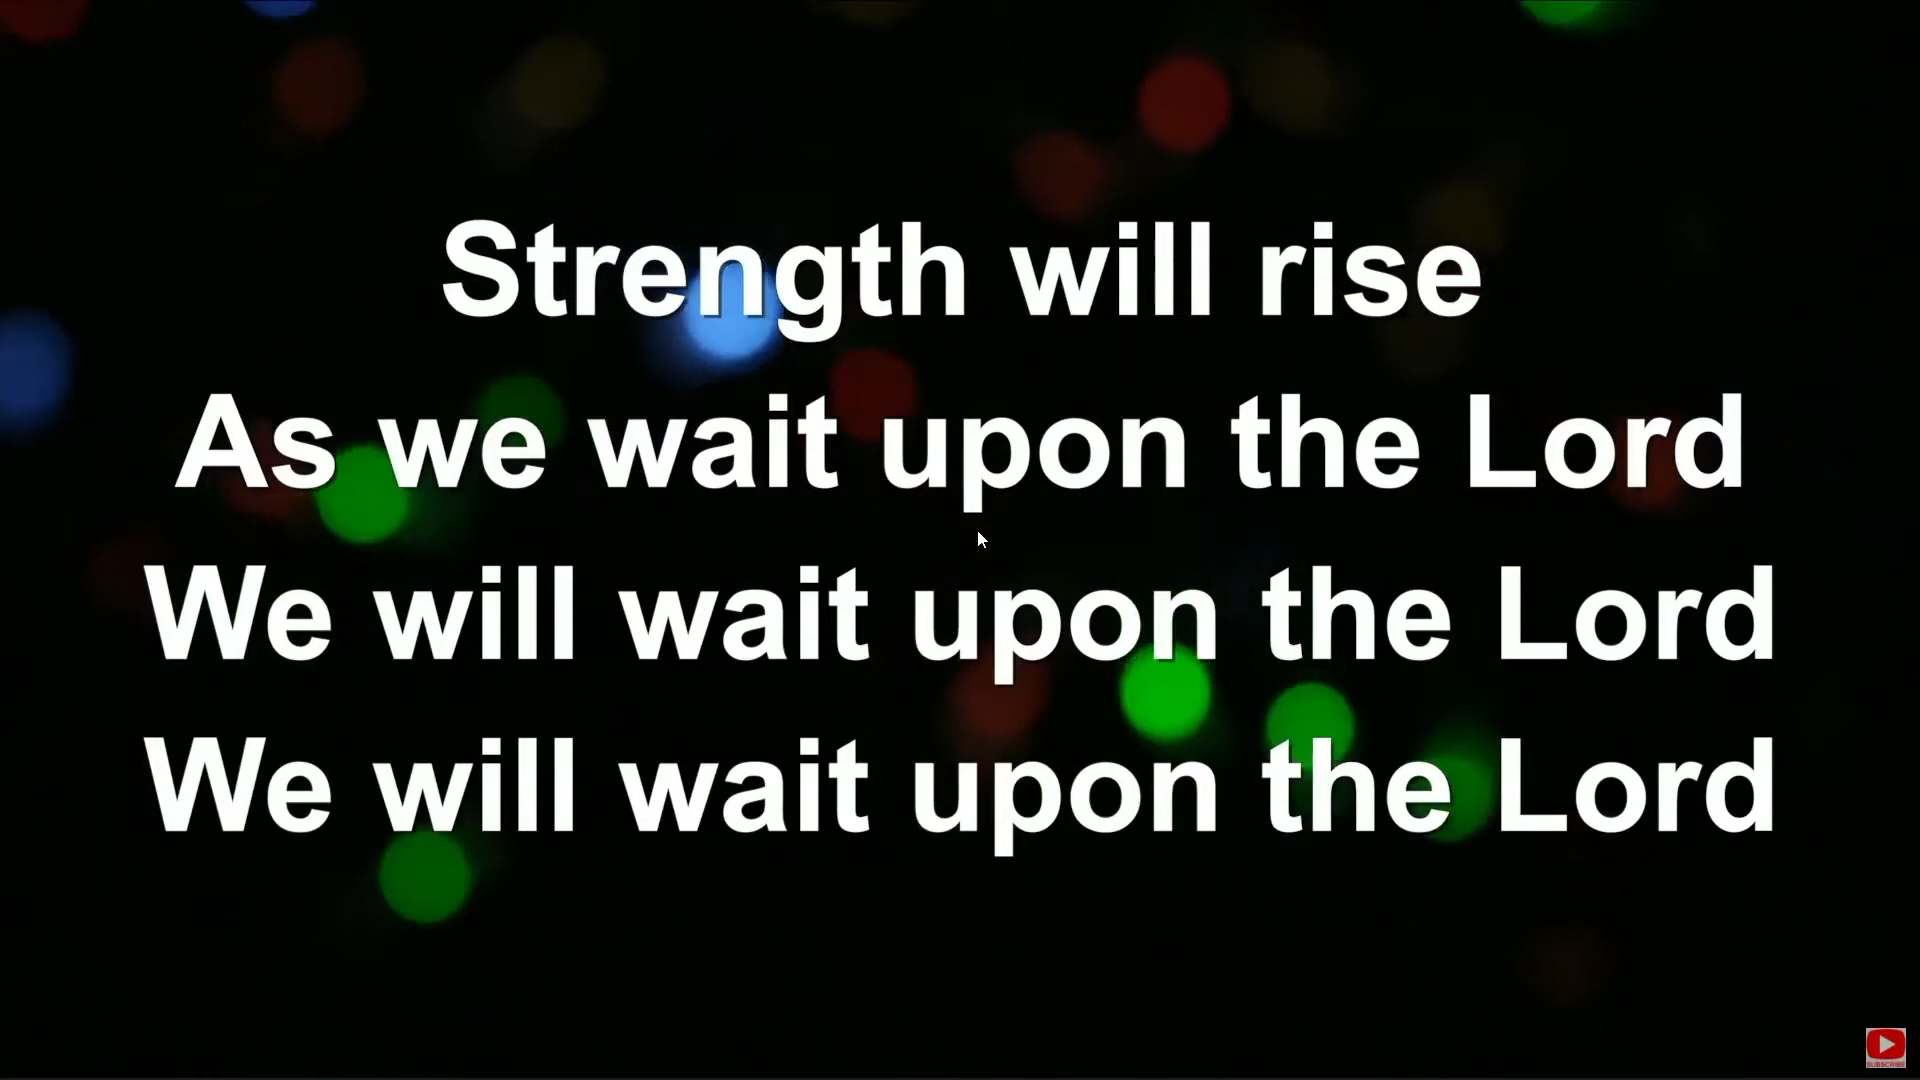 Strength will rise
As we wait upon the Lord
We will wait upon the Lord
We will wait upon the Lord
SUBSCRIBE